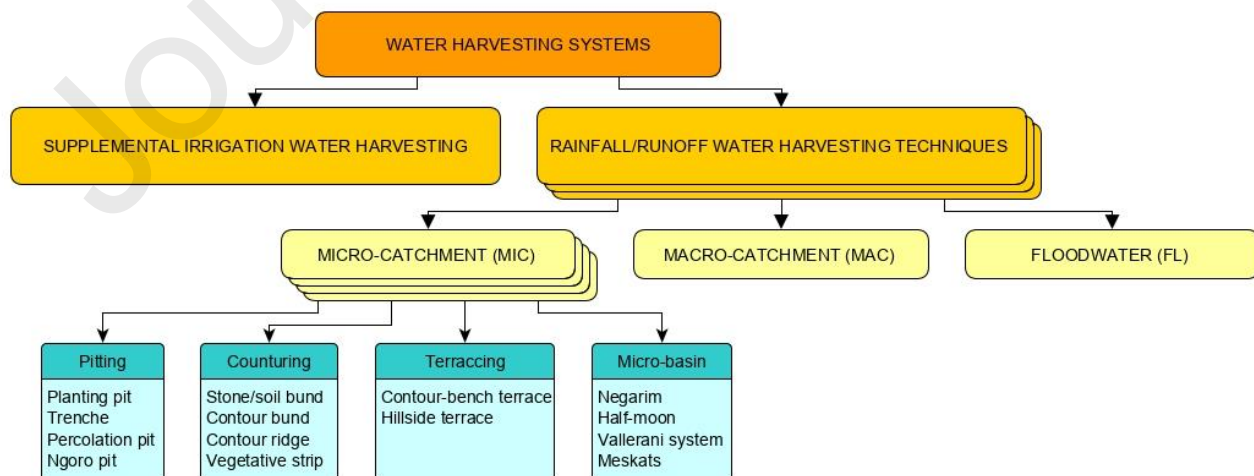 Jou
WATER HARVESTING SYSTEMS
SUPPLEMENTAL IRRIGATION WATER HARVESTING
RAINFALL/RUNOFF WATER HARVESTING TECHNIQUES
MICRO-CATCHMENT (MIC)
MACRO-CATCHMENT (MAC)
FLOODWATER (FL)
Pitting
Planting pit
Trenche
Percolation pit
Ngoro pit
Counturing
Stone/soil bund
Contour bund
Contour ridge
Vegetative strip
Terraccing
Contour-bench terrace
Hillside terrace
Micro-basin
Negarim
Half-moon
Vallerani system
Meskats